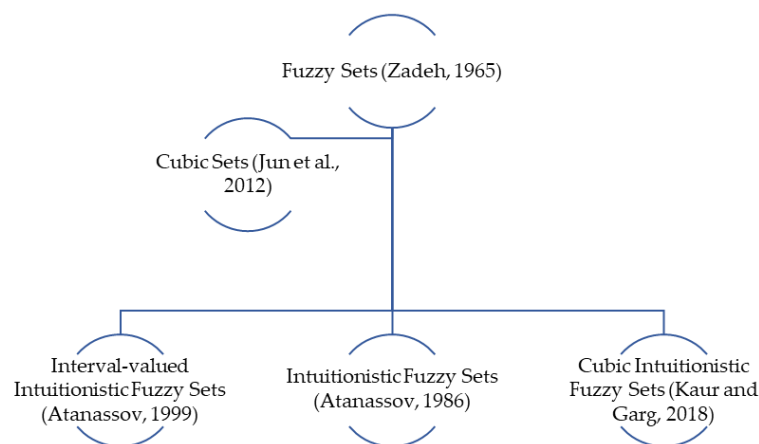 Fuzzy Sets (Zadeh, 1965)
Cubic Sets (Jun et al.,
2012)
Interval-valued
Intuitionistic Fuzzy Sets
(Atanassov, 1999)
Intuitionistic Fuzzy Sets
(Atanassov, 1986)
Cubic Intuitionistic
Fuzzy Sets (Kaur and
Garg, 2018)